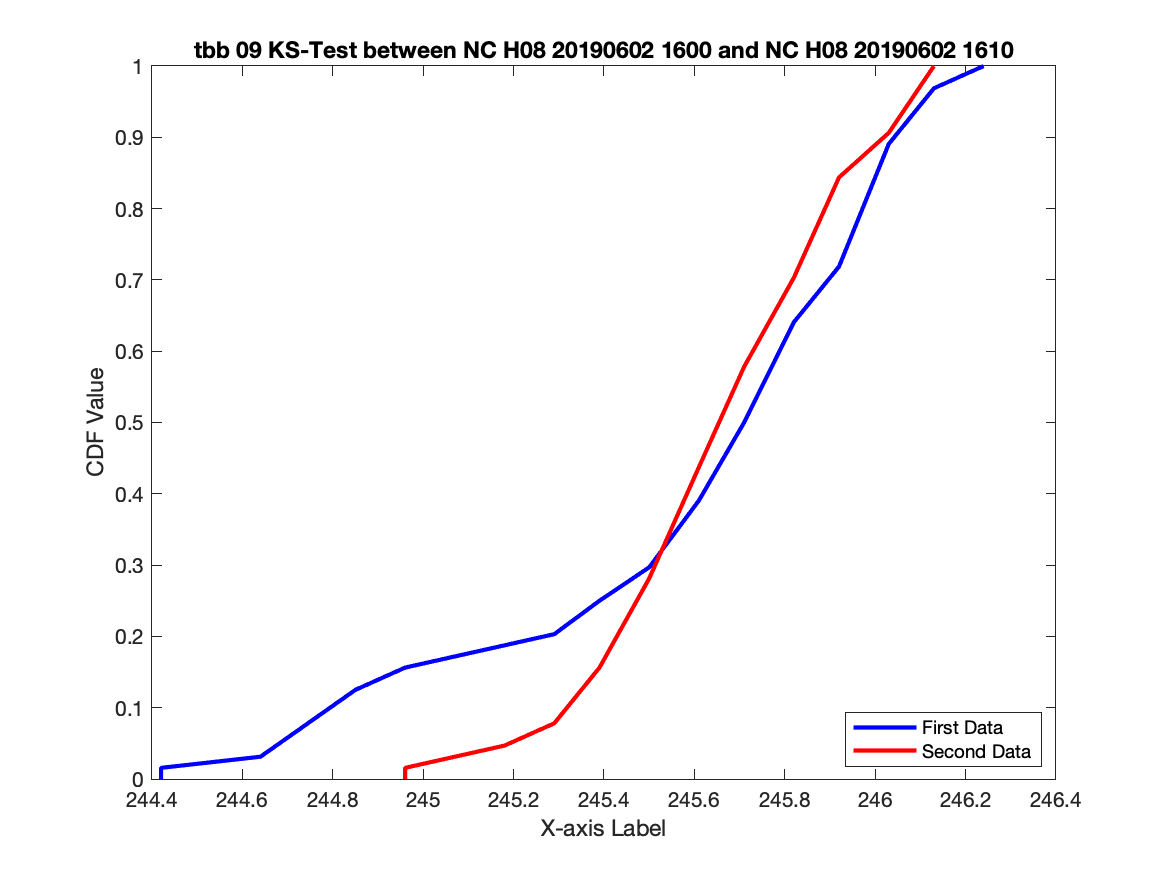 tbb 09 KS-Test between NC H08 20190602 1600 and NC H08 20190602 1610
1
0.9
0.8
0.7
0.6
0.5
0.4
0.3
0.2
0.1
0
CDF Value
First Data
Second Data
244.4 244.6 244.8 245 245.2 245.4 245.6 245.8 246 246.2 246.4
X-axis Label